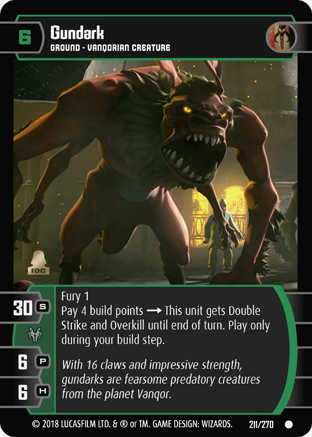 6
Gundark
GROUND - VANQORIAN CREATURE
IDC
30 S
6 P
6 H
Fury 1
Pay 4 build points → This unit gets Double
Strike and Overkill until end of turn. Play only
during your build step.
With 16 claws and impressive strength,
gundarks are fearsome predatory creatures
from the planet Vanqor.
© 2018 LUCASFILM LTD. & ® or TM. GAME DESIGN: WIZARDS.
211/270